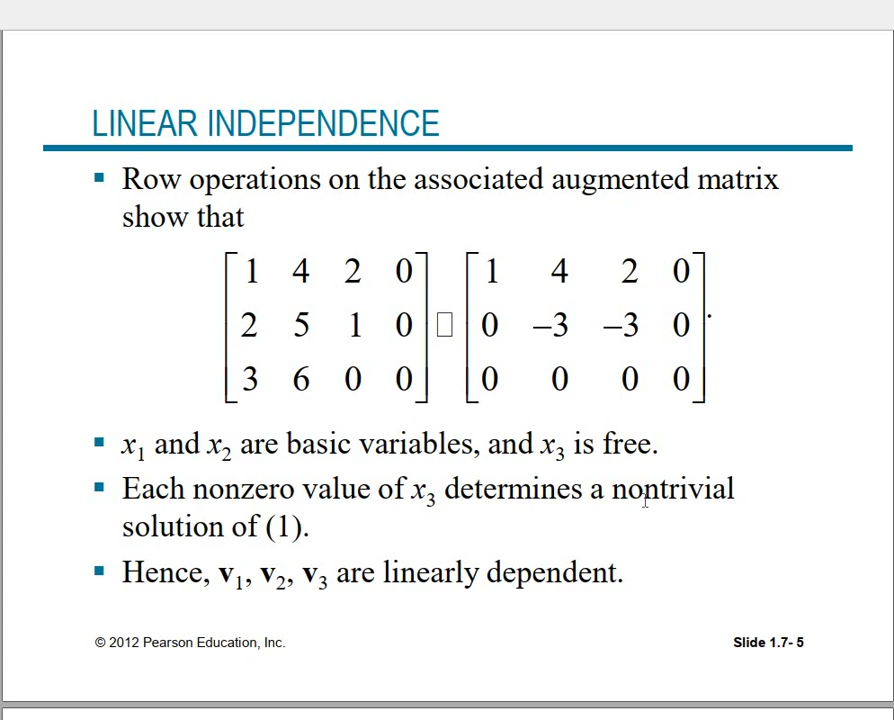 LINEAR INDEPENDENCE
Row operations on the associated augmented matrix
show that
1 4 2 0 1 4 2 0
2 5 1 0 □ 0 –3 –3 0 .
3 6 0 0 0 0 0 0
x₁ and x₂ are basic variables, and x₃ is free.
Each nonzero value of x₃ determines a nontrivial
solution of (1).
Hence, v₁, v₂, v₃ are linearly dependent.
© 2012 Pearson Education, Inc.
Slide 1.7- 5